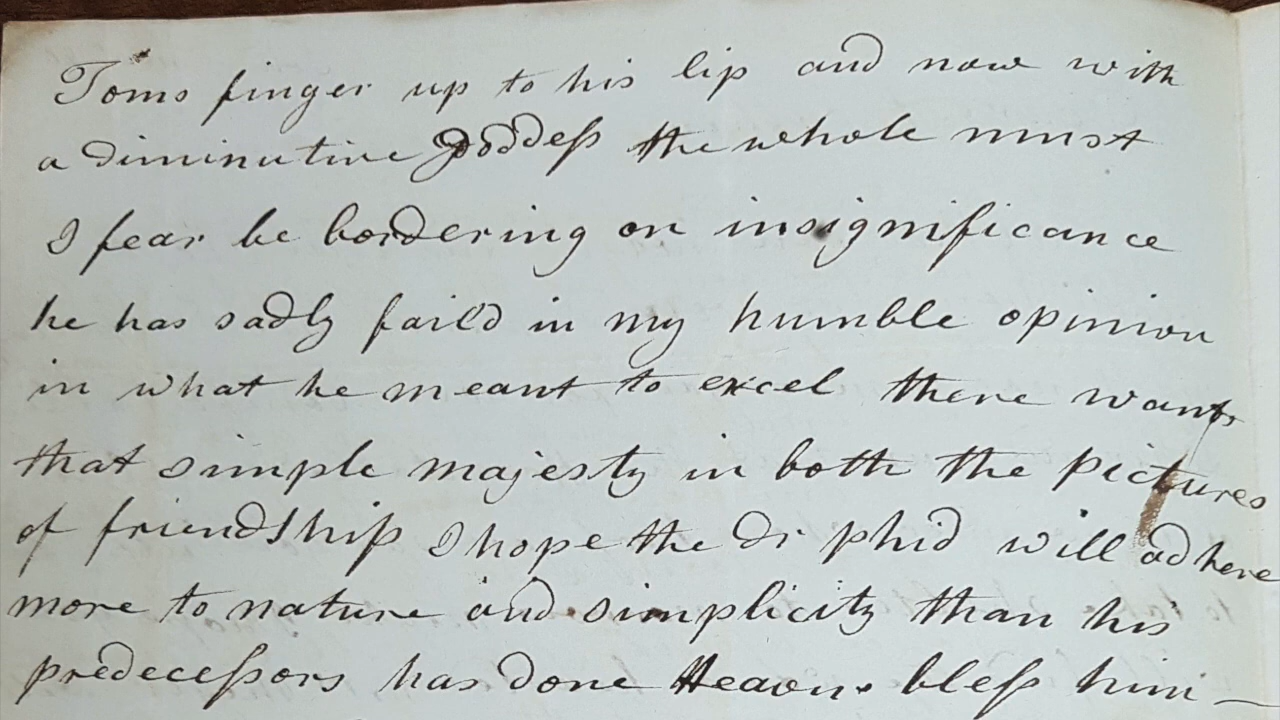 Toms finger up to his lip and now with
a diminutive Goddeſs the whole must
I fear be bordering on insignificance
he has sadly faild in my humble opinion
in what he meant to excel there wants
that simple majesty in both the pictures
of friendship I hope the dr phid will adhere
more to nature and simplicity than his
predeceſsors has done Heaven bleſs him—